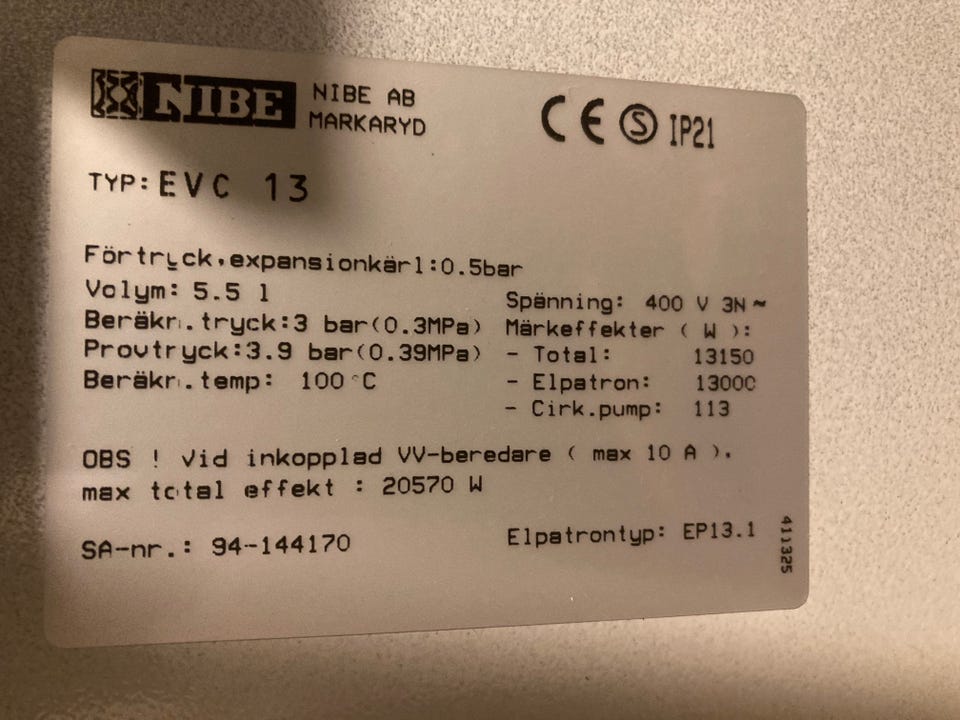 NIBE
NIBE AB
MARKARYD
CE S IP21
TYP: EVC 13
Förtryck, expansionkärl: 0.5bar
Volym: 5.5 l
Beräkn.tryck: 3 bar (0.3MPa)
Provtryck: 3.9 bar (0.39MPa)
Beräkn.temp: 100 °C
Spänning: 400 V 3N ~
Märkeffekter ( W ):
- Total: 13150
- Elpatron: 13000
- Cirk.pump: 113
OBS ! Vid inkopplad VV-beredare ( max 10 A ).
max total effekt : 20570 W
SA-nr.: 94-144170
Elpatrontyp: EP13.1
411325